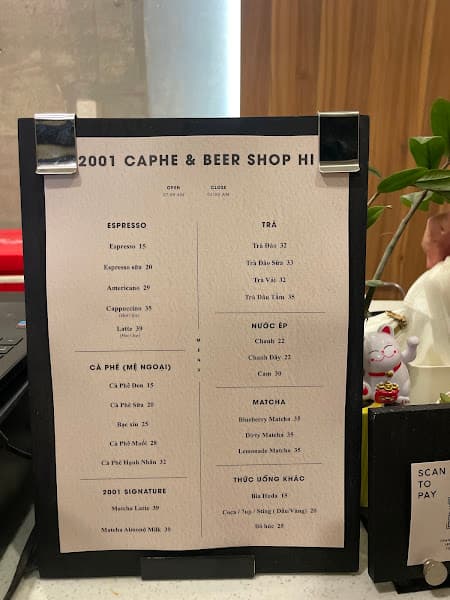 2001 CAPHE & BEER SHOP HI
OPEN
CLOSE
ESPRESSO
Espresso 15
Espresso sữa 20
Americano 29
Cappuccino 35
Latte 39
CÀ PHÊ (MỆ NGOẠI)
Cà Phê Đen 15
Cà Phê Sữa 20
Bạc sỉu 25
Cà Phê Muối 28
Cà Phê Hạnh Nhân 32
2001 SIGNATURE
Matcha Latte 39
Matcha Almond Milk 39
MENU
TRÀ
Trà Đào 32
Trà Đào Sữa 33
Trà Vải 32
Trà Dâu Tằm 35
NƯỚC ÉP
Chanh 22
Chanh Dây 22
Cam 30
MATCHA
Blueberry Matcha 35
Dirty Matcha 35
Lemonade Matcha 35
THỨC UỐNG KHÁC
Bia Huda 15
Coca / 7up / Sting ( Dâu/Vàng) 20
Bò húc 25
SCAN
TO
PAY